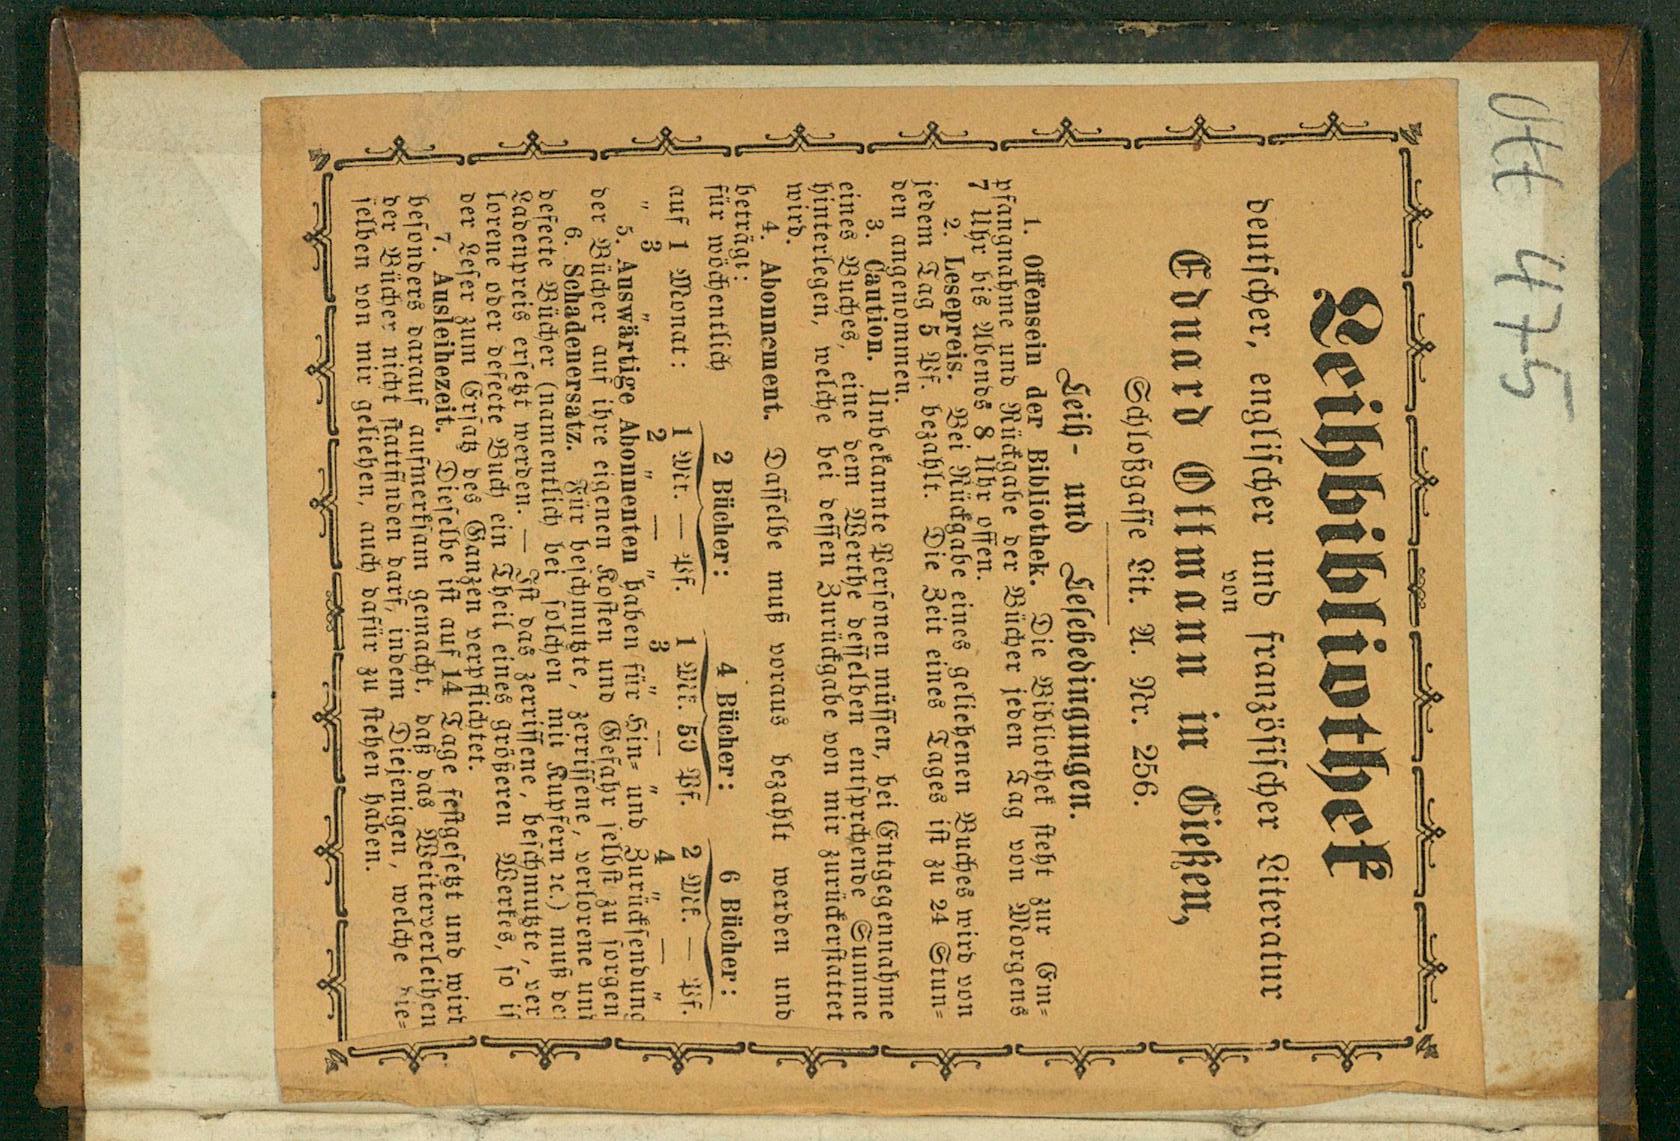 Ott 475
Leihbibliothek
deutscher, englischer und französischer Literatur
von
Eduard Ottmann in Gießen,
Schloßgasse Lit. A. Nr. 256.
Leih- und Lesebedingungen.
1. Offensein der Bibliothek. Die Bibliothek steht zur Em-
pfangnahme und Rückgabe der Bücher jeden Tag von Morgens
7 Uhr bis Abends 8 Uhr offen.
2. Lesepreis. Bei Rückgabe eines geliehenen Buches wird von
jedem Tag 5 Pf. bezahlt. Die Zeit eines Tages ist zu 24 Stun-
den angenommen.
3. Caution. Unbekannte Personen müssen, bei Entgegennahme
eines Buches, eine dem Werthe desselben entsprchende Summe
hinterlegen, welche bei dessen Zurückgabe von mir zurückerstattet
wird.
4. Abonnement. Dasselbe muß voraus bezahlt werden und
beträgt:
für wöchentlich 2 Bücher: 4 Bücher: 6 Bücher:
auf 1 Monat: 1 Mk. — Pf. 1 Mk. 50 Pf. 2 Mk. — Pf.
„ 3 „ 2 „ — „ 3 „ — „ 4 „ — „
5. Auswärtige Abonnenten haben für Hin- und Zurücksendung
der Bücher auf ihre eigenen Kosten und Gefahr selbst zu sorgen
6. Schadenersatz. Für beschmutzte, zerrissene, verlorene und
defecte Bücher (namentlich bei solchen mit Kupfern ꝛc.) muß der
Ladenpreis ersetzt werden. — Ist das zerrissene, beschmutzte, ver
lorene oder defecte Buch ein Theil eines größeren Werkes, so is
der Leser zum Ersatz des Ganzen verpflichtet.
7. Ausleihezeit. Dieselbe ist auf 14 Tage festgesetzt und wird
besonders darauf aufmerksam gemacht, daß das Weiterverleihen
der Bücher nicht stattfinden darf, indem Diejenigen, welche die-
selben von mir geliehen, auch dafür zu stehen haben.